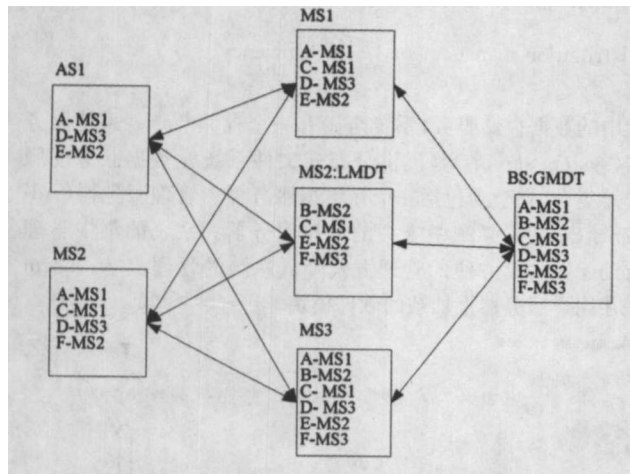 MS1
A-MS1
C- MS1
D- MS3
E-MS2
AS1
A-MS1
D-MS3
E-MS2
MS2:LMDT
B-MS2
C- MS1
E-MS2
F-MS3
BS:GMDT
A-MS1
B-MS2
C-MS1
D-MS3
E-MS2
F-MS3
MS2
A-MS1
C-MS1
D-MS3
F-MS2
MS3
A-MS1
B-MS2
C- MS1
D- MS3
E-MS2
F-MS3